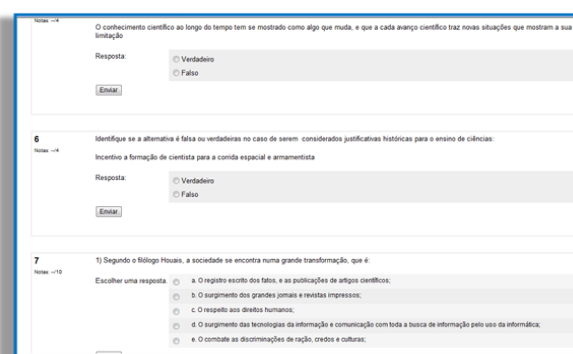 Notas: --/4
O conhecimento científico ao longo do tempo tem se mostrado como algo que muda, e que a cada avanço científico traz novas situações que mostram a sua
limitação
Resposta:
Verdadeiro
Falso
Enviar
6
Notas: --/4
Identifique se a alternativa é falsa ou verdadeiras no caso de serem considerados justificativas históricas para o ensino de ciências:
Incentivo a formação de cientista para a corrida espacial e armamentista
Resposta:
Verdadeiro
Falso
Enviar
7
Notas: --/10
1) Segundo o filólogo Houais, a sociedade se encontra numa grande transformação, que é:
Escolher uma resposta.
a. O registro escrito dos fatos, e as publicações de artigos científicos;
b. O surgimento dos grandes jornais e revistas impressos;
c. O respeito aos direitos humanos;
d. O surgimento das tecnologias da informação e comunicação com toda a busca de informação pelo uso da informática;
e. O combate as discriminações de ração, credos e culturas;